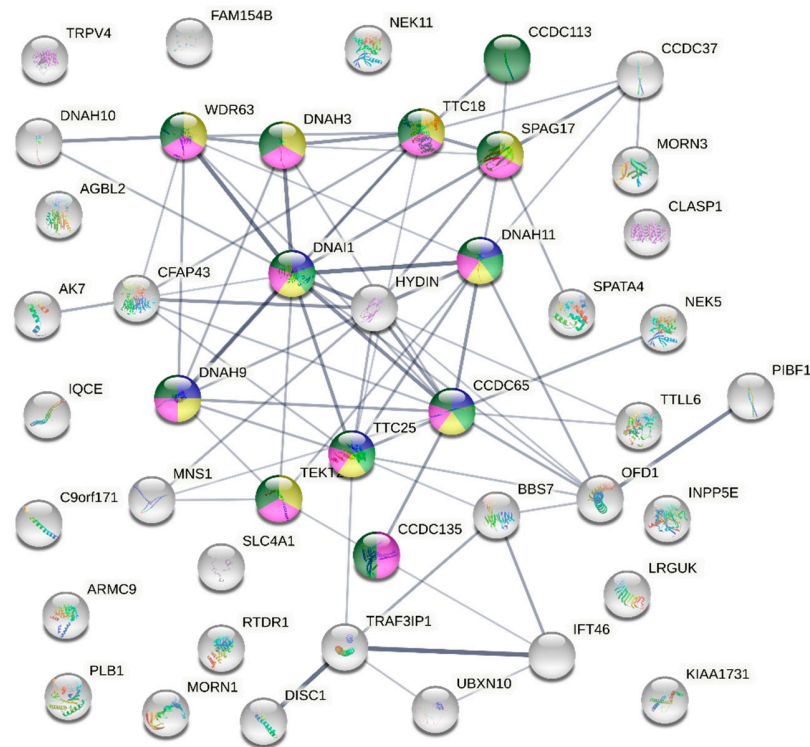 FAM154B
NEK11
TRPV4
CCDC113
CCDC37
DNAH10
WDR63
DNAH3
TTC18
SPAG17
MORN3
AGBL2
CLASP1
DNAI1
DNAH11
CFAP43
HYDIN
AK7
SPATA4
NEK5
DNAH9
PIBF1
IQCE
CCDC65
TTLL6
TTC25
MNS1
TEKT2
OFD1
C9orf171
BBS7
INPP5E
SLC4A1
CCDC135
LRGUK
ARMC9
RTDR1
TRAF3IP1
IFT46
PLB1
MORN1
DISC1
UBXN10
KIAA1731